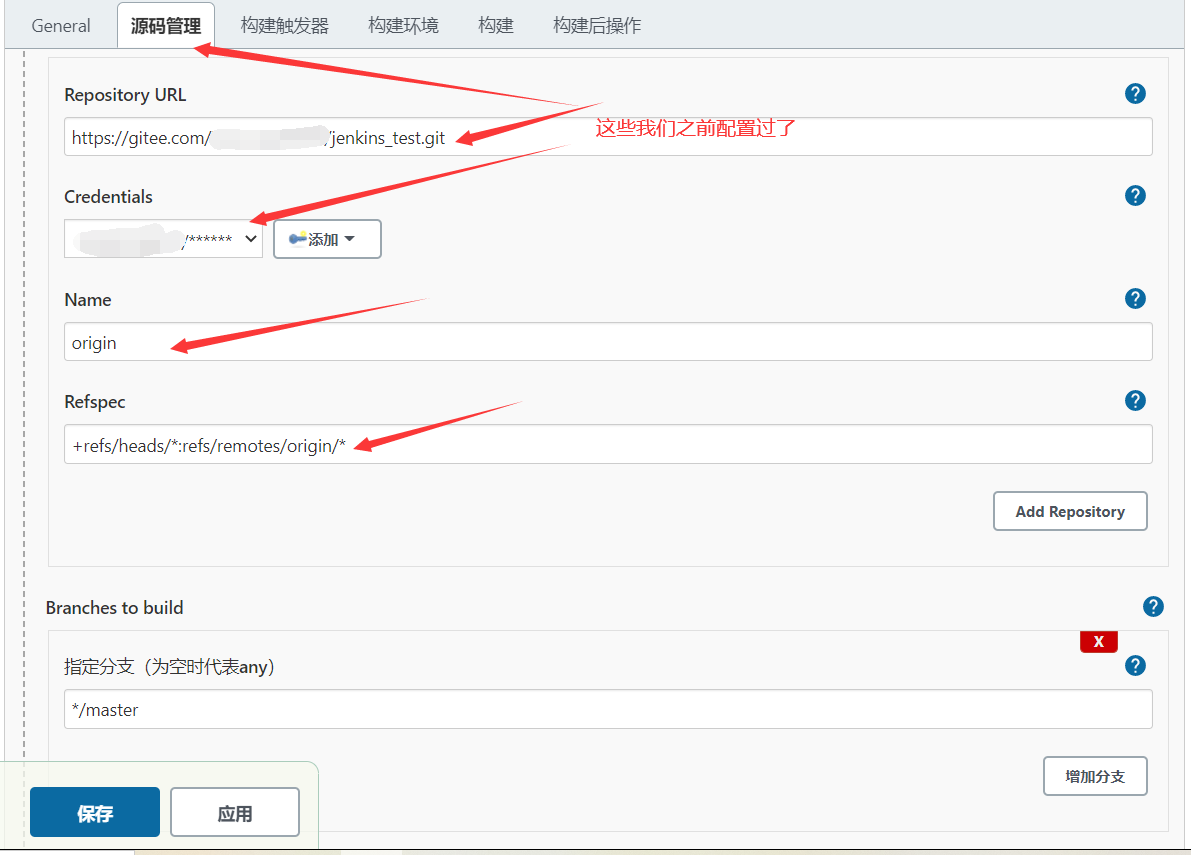 General 源码管理 构建触发器 构建环境 构建 构建后操作
Repository URL
https://gitee.com/ /jenkins_test.git
这些我们之前配置过了
Credentials
/****** 添加
Name
origin
Refspec
+refs/heads/*:refs/remotes/origin/*
Add Repository
Branches to build
X
指定分支（为空时代表any）
*/master
增加分支
保存 应用